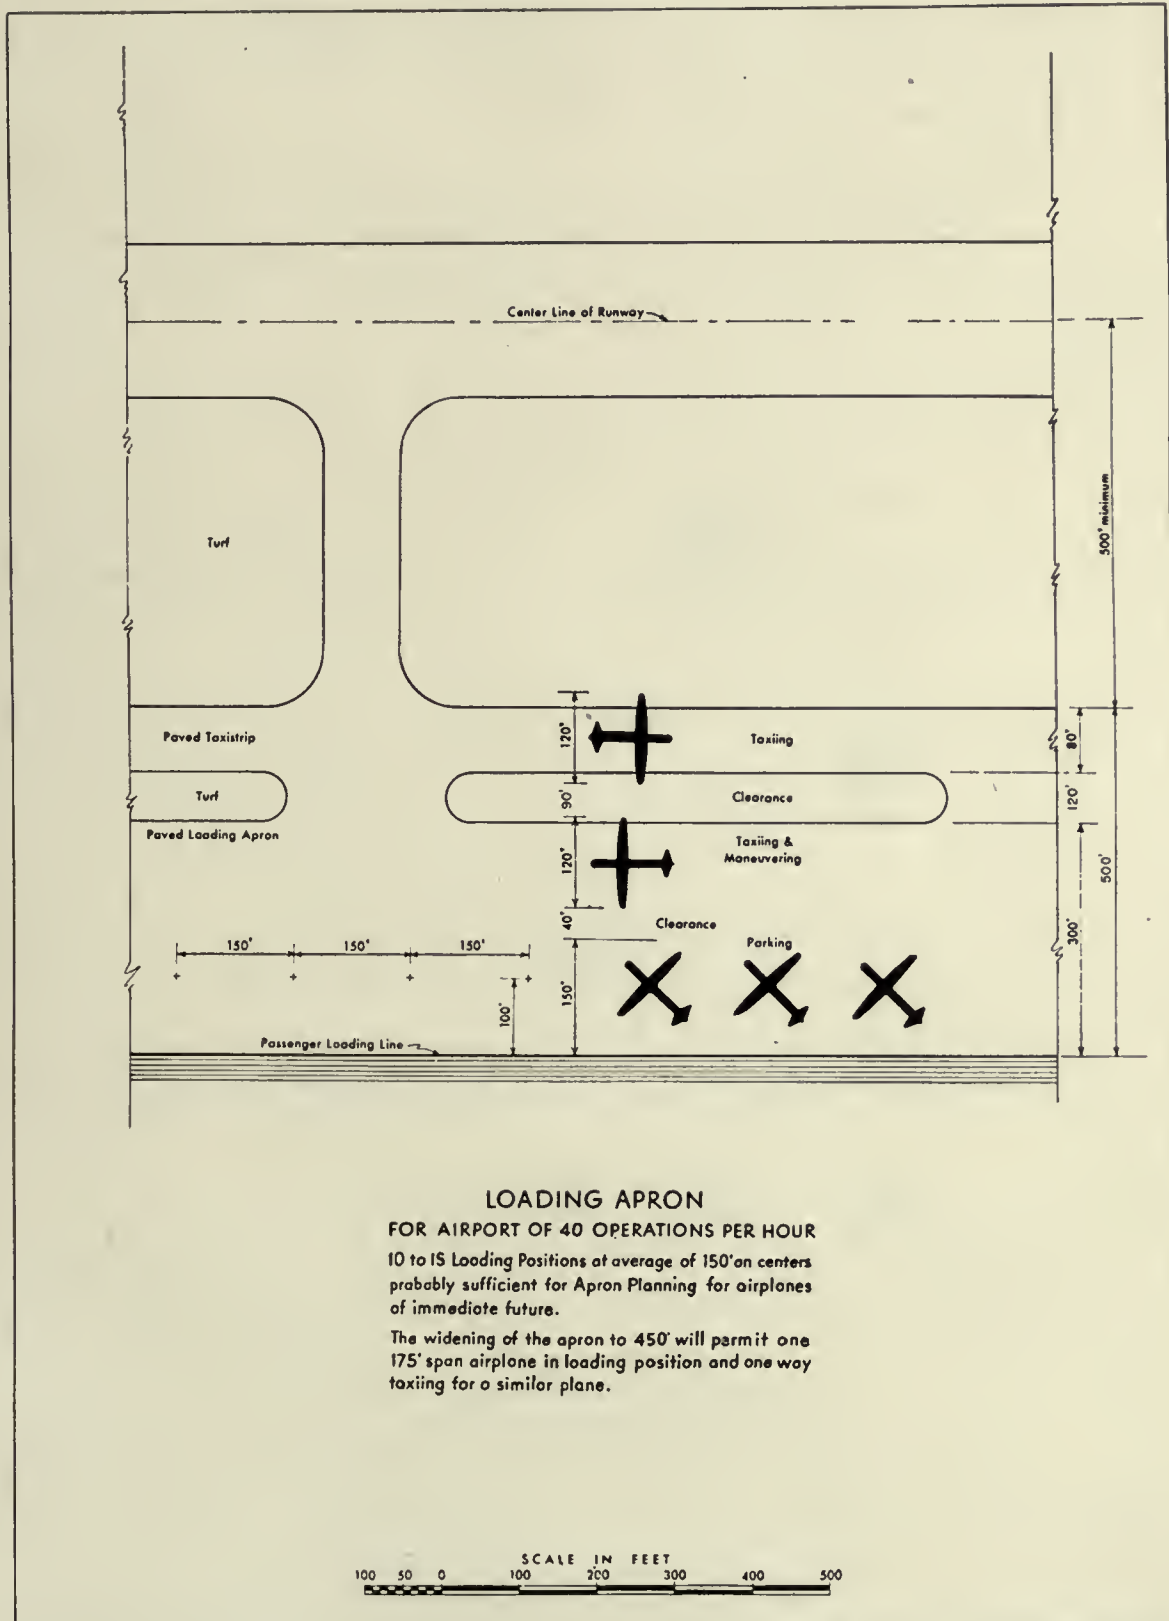 Center Line of Runway
500' minimum
Turf
Paved Taxistrip
120'
Taxiing
80'
Turf
90'
Clearance
120'
Paved Loading Apron
120'
Taxiing &
Maneuvering
500'
40'
Clearance
300'
150'
150'
150'
Parking
100'
150'
Passenger Loading Line
LOADING APRON
FOR AIRPORT OF 40 OPERATIONS PER HOUR
10 to 15 Loading Positions at average of 150' on centers
probably sufficient for Apron Planning for airplanes
of immediate future.
The widening of the apron to 450' will permit one
175' span airplane in loading position and one way
taxiing for a similar plane.
SCALE IN FEET
100 50 0 100 200 300 400 500